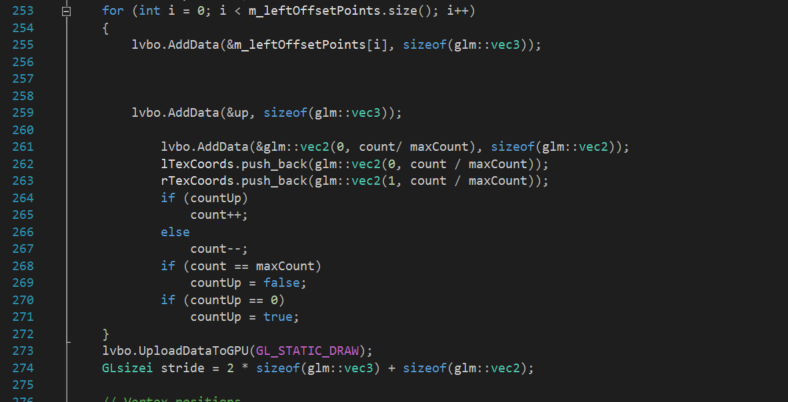 253 for (int i = 0; i < m_leftOffsetPoints.size(); i++)
254 {
255 lvbo.AddData(&m_leftOffsetPoints[i], sizeof(glm::vec3));
256
257
258
259 lvbo.AddData(&up, sizeof(glm::vec3));
260
261 lvbo.AddData(&glm::vec2(0, count/ maxCount), sizeof(glm::vec2));
262 lTexCoords.push_back(glm::vec2(0, count / maxCount));
263 rTexCoords.push_back(glm::vec2(1, count / maxCount));
264 if (countUp)
265 count++;
266 else
267 count--;
268 if (count == maxCount)
269 countUp = false;
270 if (countUp == 0)
271 countUp = true;
272 }
273 lvbo.UploadDataToGPU(GL_STATIC_DRAW);
274 GLsizei stride = 2 * sizeof(glm::vec3) + sizeof(glm::vec2);
275
276 // Vertex positions